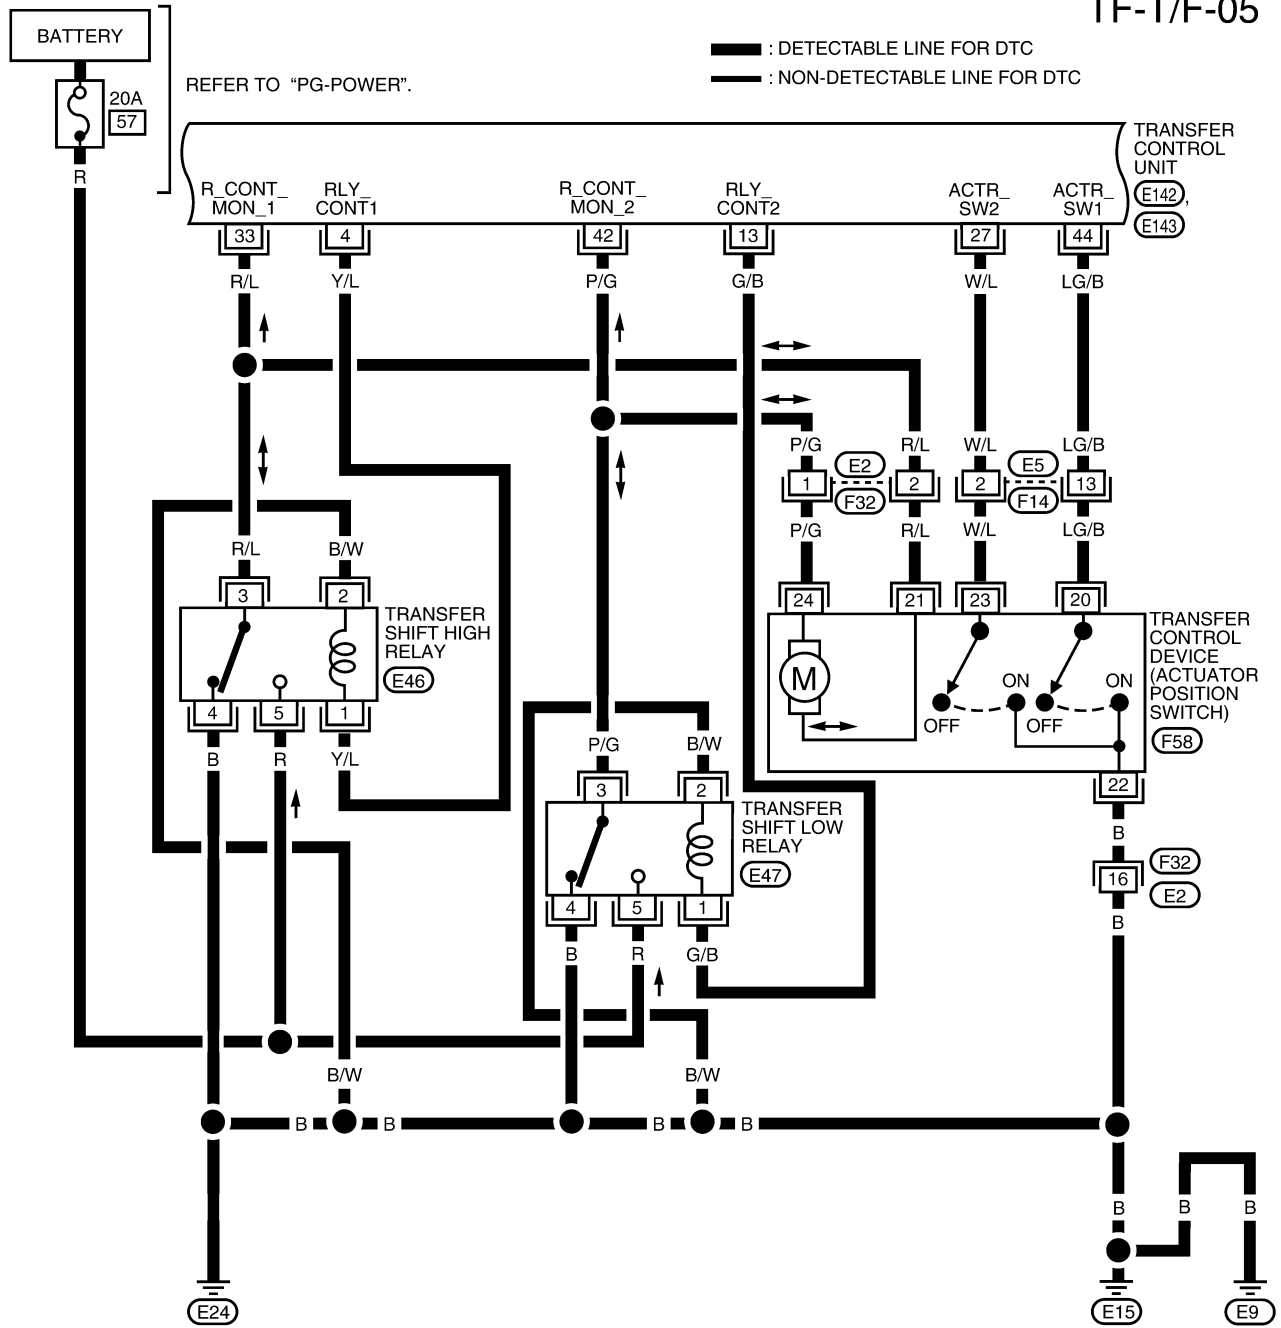 TF-T/F-05
BATTERY
: DETECTABLE LINE FOR DTC
: NON-DETECTABLE LINE FOR DTC
REFER TO “PG-POWER”.
20A
57
R
TRANSFER
CONTROL
UNIT
E142,
E143
R_CONT_
MON_1
RLY_
CONT1
R_CONT_
MON_2
RLY_
CONT2
ACTR_
SW2
ACTR_
SW1
33 4 42 13 27 44
R/L Y/L P/G G/B W/L LG/B
P/G R/L W/L LG/B
E2 E5
1 2 2 13
F32 F14
P/G R/L W/L LG/B
R/L B/W
3 2
24 21 23 20
TRANSFER
SHIFT HIGH
RELAY
E46
M
ON ON
OFF OFF
TRANSFER
CONTROL
DEVICE
(ACTUATOR
POSITION
SWITCH)
F58
4 5 1
B R Y/L
P/G B/W
3 2
22
B
TRANSFER
SHIFT LOW
RELAY
E47
F32
16
E2
B
4 5 1
B R G/B
B/W B/W
B B B B
B B B
E24 E15 E9